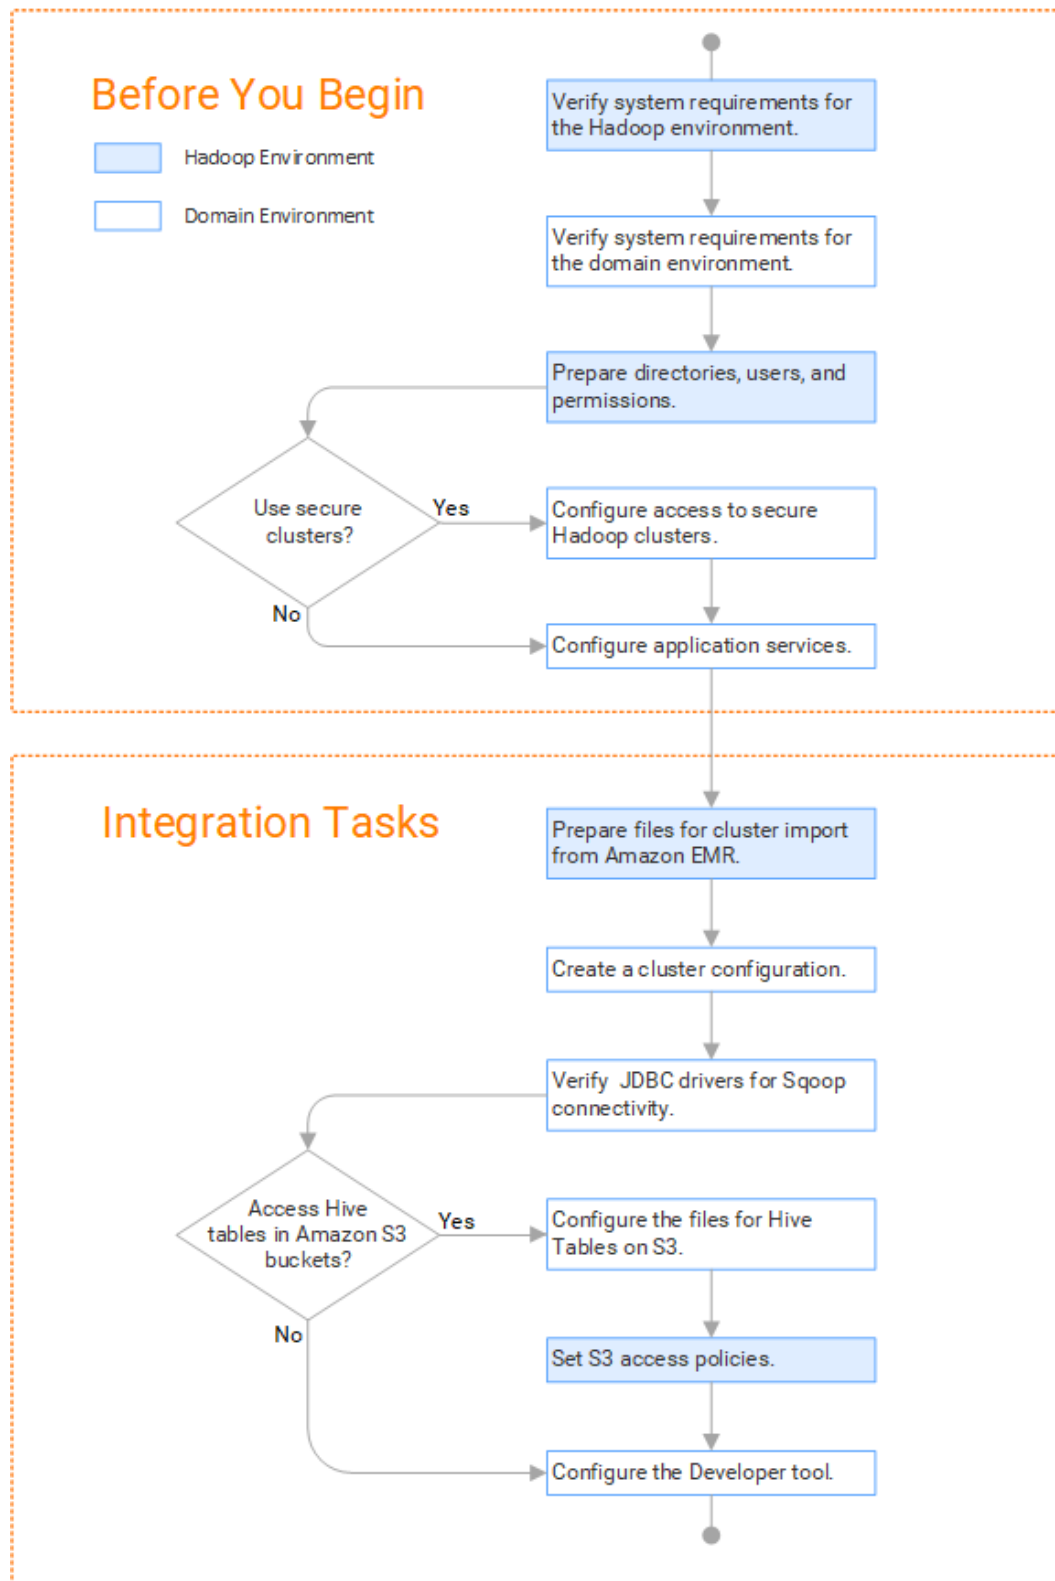 Before You Begin
Hadoop Environment
Domain Environment
Verify system requirements for
the Hadoop environment.
Verify system requirements for
the domain environment.
Prepare directories, users, and
permissions.
Use secure
clusters?
Yes
No
Configure access to secure
Hadoop clusters.
Configure application services.
Integration Tasks
Prepare files for cluster import
from Amazon EMR.
Create a cluster configuration.
Verify JDBC drivers for Sqoop
connectivity.
Access Hive
tables in Amazon S3
buckets?
Yes
No
Configure the files for Hive
Tables on S3.
Set S3 access policies.
Configure the Developer tool.